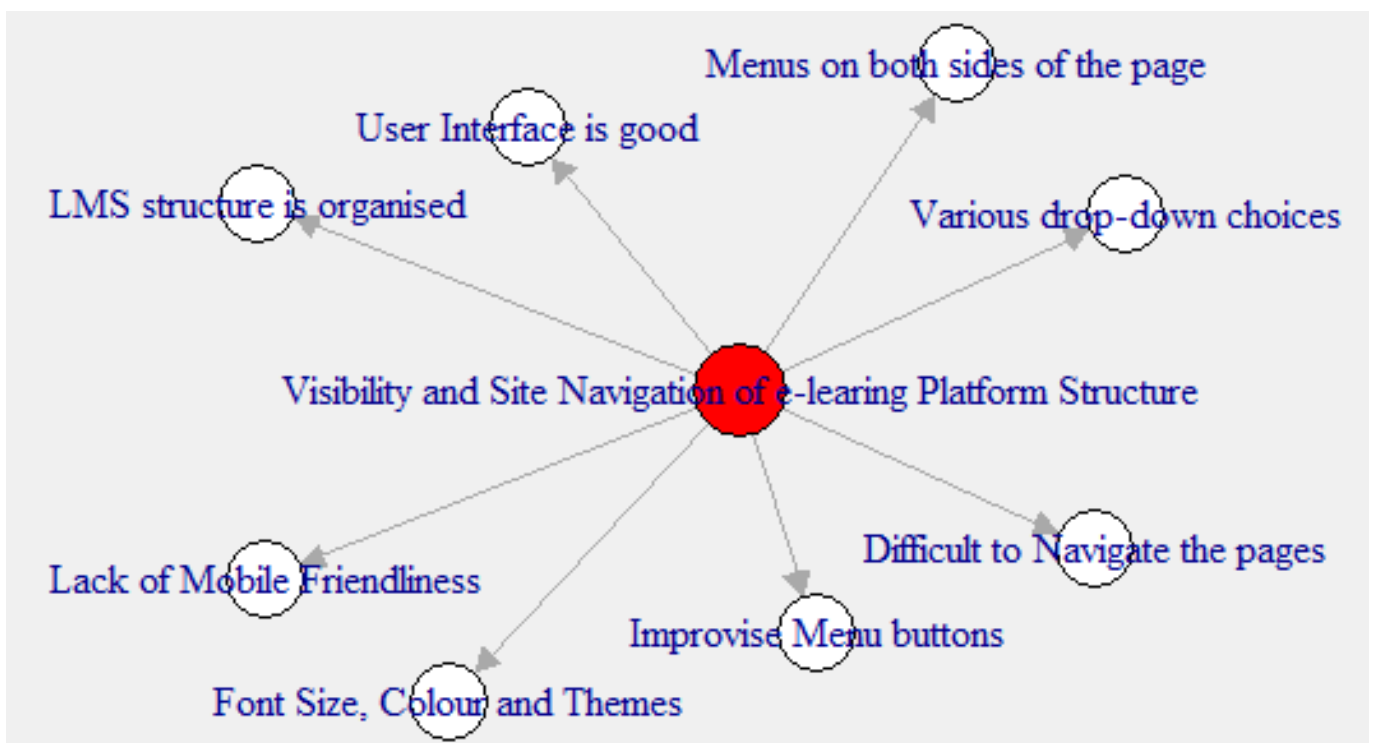 Menus on both sides of the page
User Interface is good
LMS structure is organised
Various drop-down choices
Visibility and Site Navigation of e-learing Platform Structure
Difficult to Navigate the pages
Lack of Mobile Friendliness
Improvise Menu buttons
Font Size, Colour and Themes